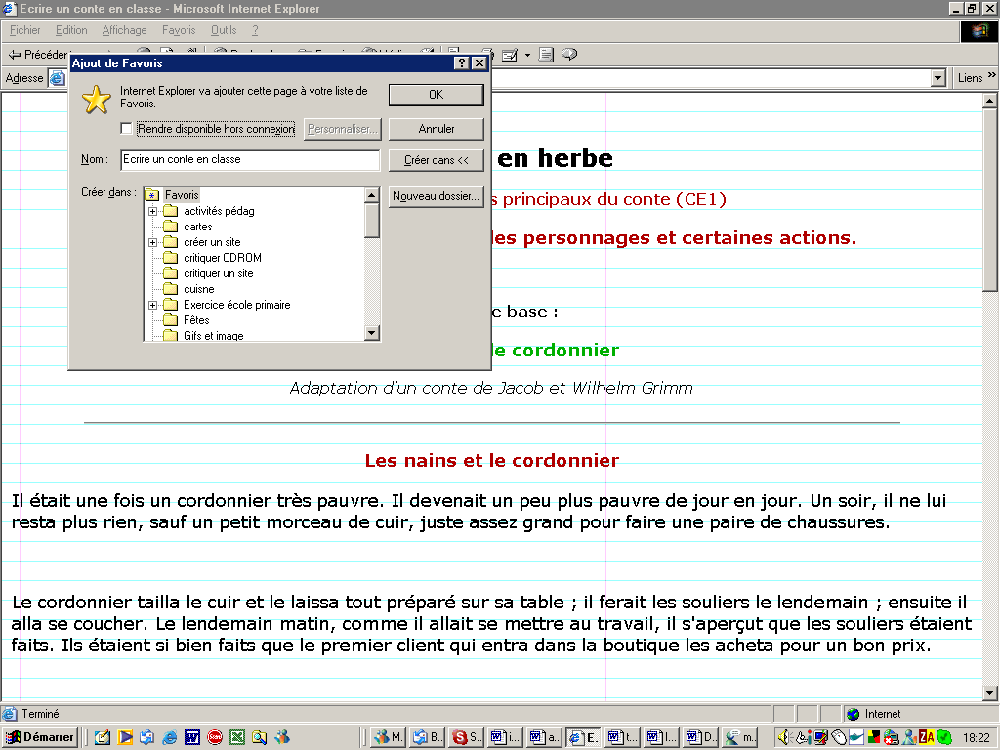 Ecrire un conte en classe - Microsoft Internet Explorer
Fichier Edition Affichage Favoris Outils ?
Précéden
Adresse Liens »
Ajout de Favoris
Internet Explorer va ajouter cette page à votre liste de
Favoris.
OK
Rendre disponible hors connexion Personnaliser... Annuler
Nom : Ecrire un conte en classe Créer dans <<
Créer dans : Favoris Nouveau dossier...
activités pédag
cartes
créer un site
critiquer CDROM
critiquer un site
cuisne
Exercice école primaire
Fêtes
Gifs et image
en herbe
s principaux du conte (CE1)
les personnages et certaines actions.
e base :
le cordonnier
Adaptation d'un conte de Jacob et Wilhelm Grimm
Les nains et le cordonnier
Il était une fois un cordonnier très pauvre. Il devenait un peu plus pauvre de jour en jour. Un soir, il ne lui
resta plus rien, sauf un petit morceau de cuir, juste assez grand pour faire une paire de chaussures.
Le cordonnier tailla le cuir et le laissa tout préparé sur sa table ; il ferait les souliers le lendemain ; ensuite il
alla se coucher. Le lendemain matin, comme il allait se mettre au travail, il s'aperçut que les souliers étaient
faits. Ils étaient si bien faits que le premier client qui entra dans la boutique les acheta pour un bon prix.
Terminé Internet
Démarrer M. B.. S.. i... a.. E. t... I... D.. m.. 18:22